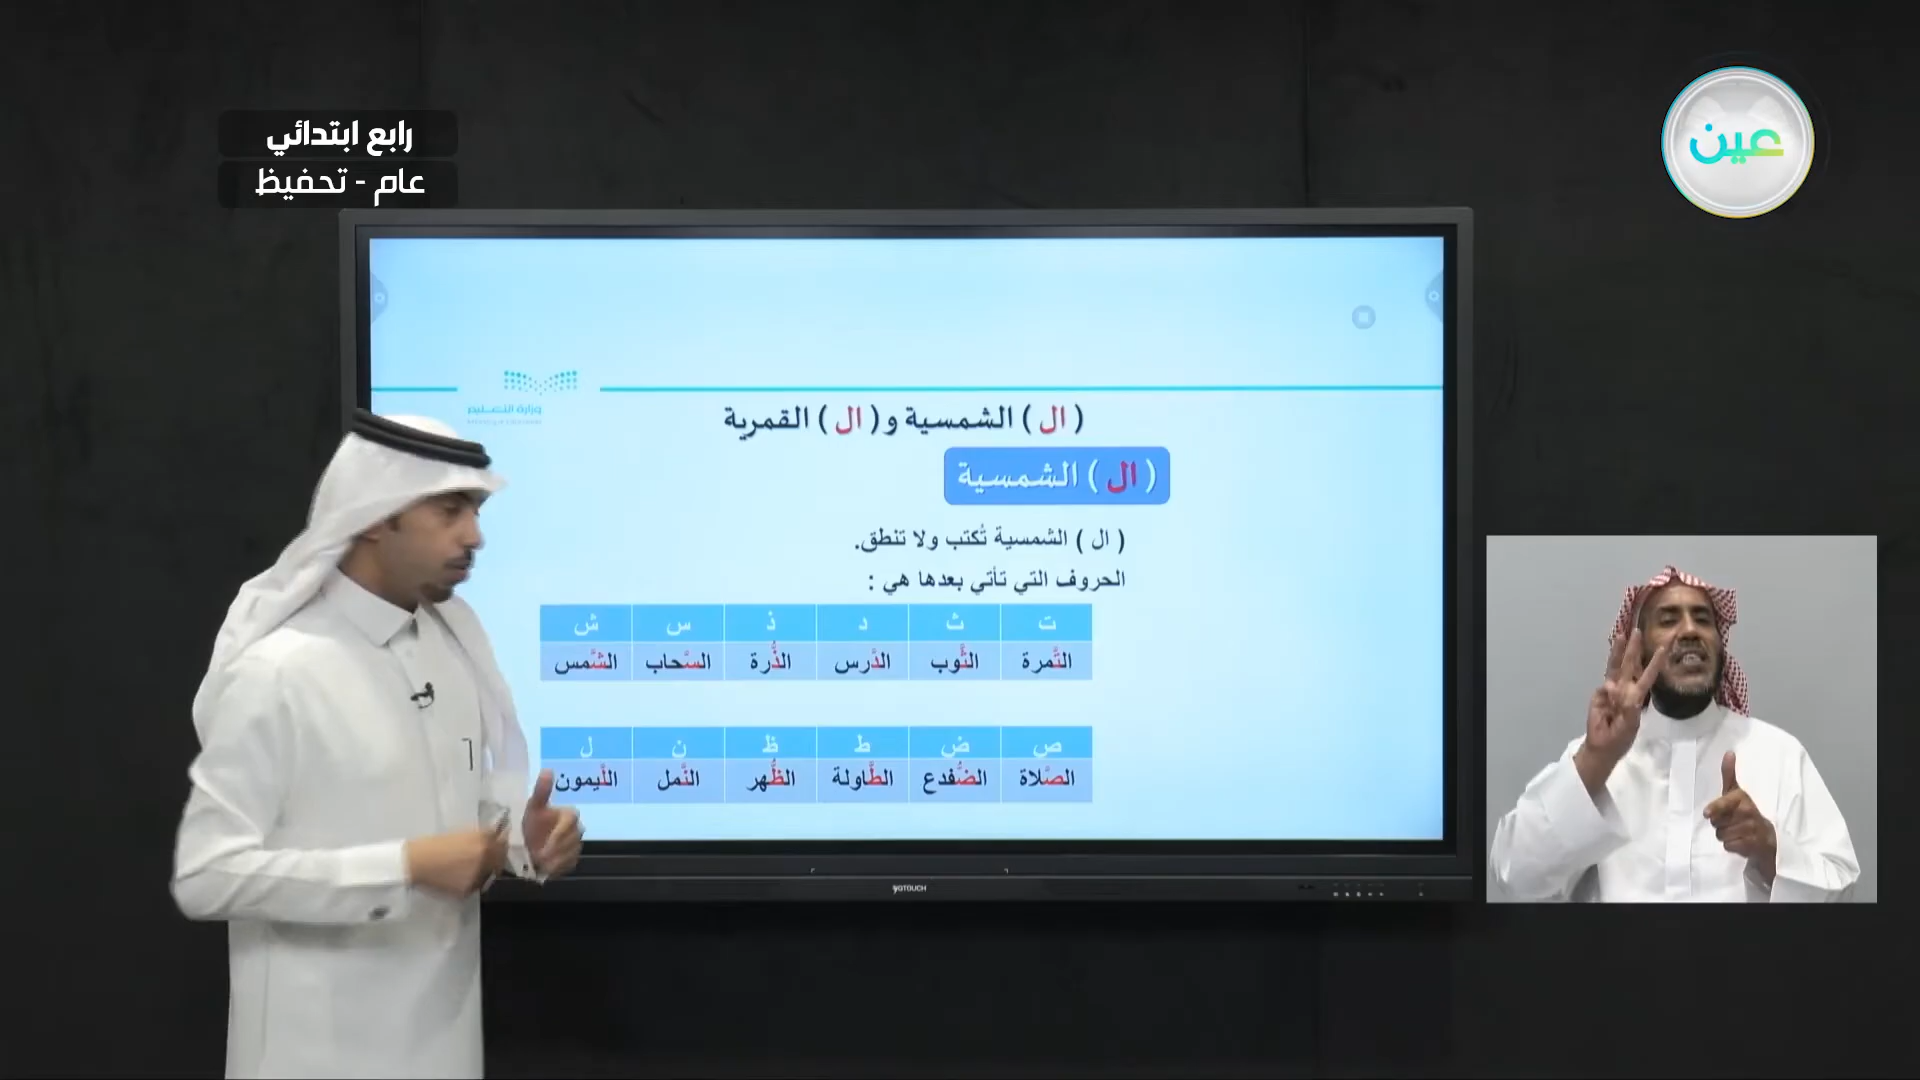 رابع ابتدائي
عام - تحفيظ
عين
وزارة التعليم
( ال ) الشمسية و ( ال ) القمرية
( ال ) الشمسية
( ال ) الشمسية تُكتب ولا تنطق.
الحروف التي تأتي بعدها هي :
ت ث د ذ س ش
التَّمرة الثَّوب الدَّرس الذُّرة السَّحاب الشَّمس
ص ض ط ظ ن ل
الصَّلاة الضُّفدع الطَّاولة الظُّهر النَّمل اللَّيمون